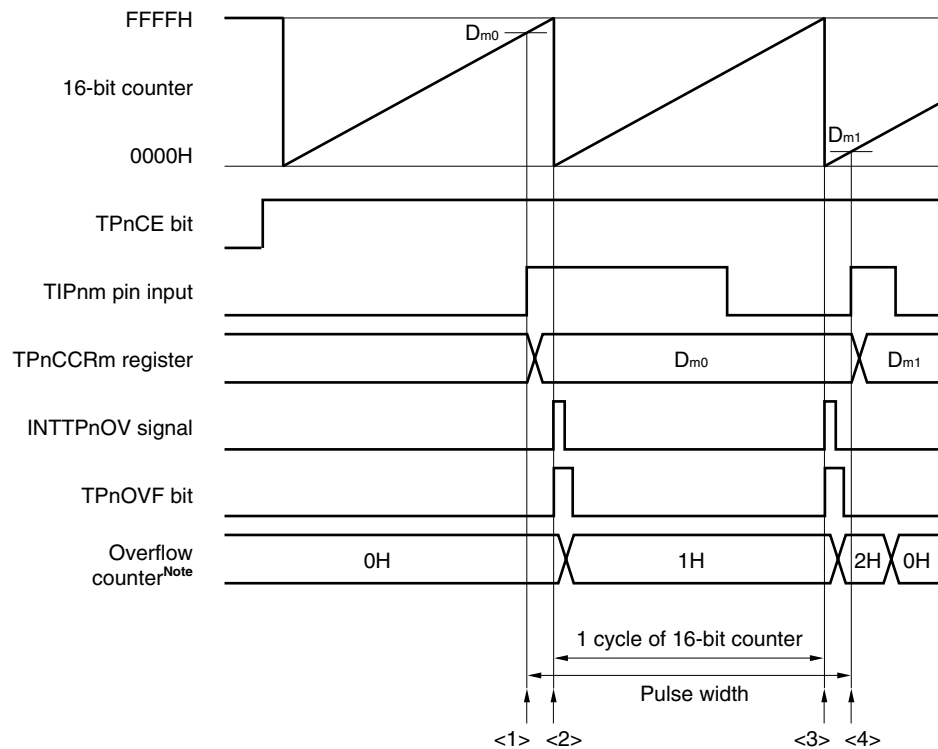 FFFFH
Dm0
16-bit counter
0000H
Dm1
TPnCE bit
TIPnm pin input
TPnCCRm register
Dm0
Dm1
INTTPnOV signal
TPnOVF bit
Overflow
counterNote
0H
1H
2H
0H
1 cycle of 16-bit counter
Pulse width
<1> <2> <3> <4>